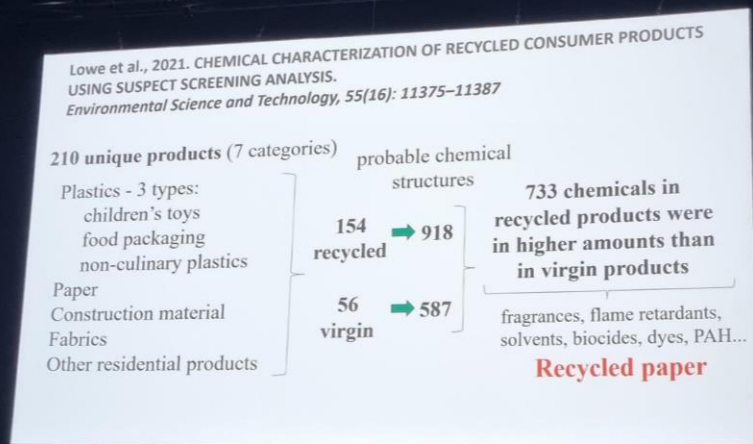 Lowe et al., 2021. CHEMICAL CHARACTERIZATION OF RECYCLED CONSUMER PRODUCTS
USING SUSPECT SCREENING ANALYSIS.
Environmental Science and Technology, 55(16): 11375–11387
210 unique products (7 categories)
Plastics - 3 types:
children's toys
food packaging
non-culinary plastics
Paper
Construction material
Fabrics
Other residential products
probable chemical
structures
154 ➡ 918
recycled
56 ➡ 587
virgin
733 chemicals in
recycled products were
in higher amounts than
in virgin products
fragrances, flame retardants,
solvents, biocides, dyes, PAH...
Recycled paper